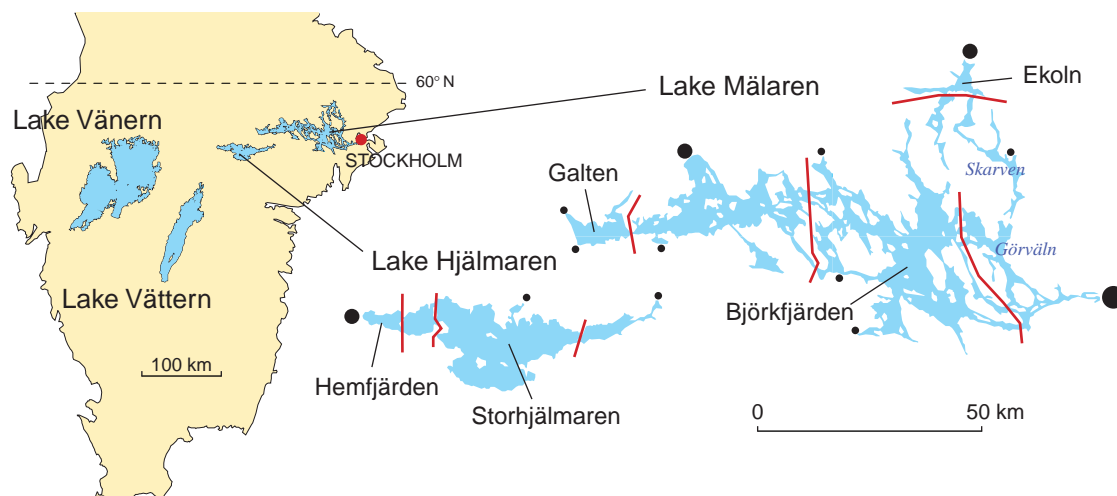 60° N
Lake Vänern
Lake Mälaren
STOCKHOLM
Lake Hjälmaren
Lake Vättern
100 km
Ekoln
Skarven
Galten
Görväln
Björkfjärden
Hemfjärden
Storhjälmaren
0 50 km